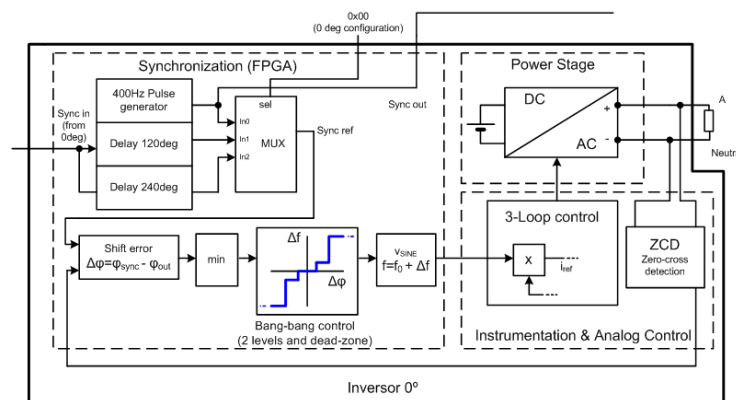 0x00
(0 deg configuration)
Synchronization (FPGA)
Power Stage
400Hz Pulse
generator
Sync in
(from
0deg)
Delay 120deg
Delay 240deg
sel
In0
In1
In2
MUX
Sync out
Sync ref
DC
AC
+
-
A
Neutr
Shift error
Δφ=φsync - φout
min
Δf
Δφ
Bang-bang control
(2 levels and dead-zone)
vSINE
f=f0 + Δf
3-Loop control
x
iref
ZCD
Zero-cross
detection
Instrumentation & Analog Control
Inversor 0º